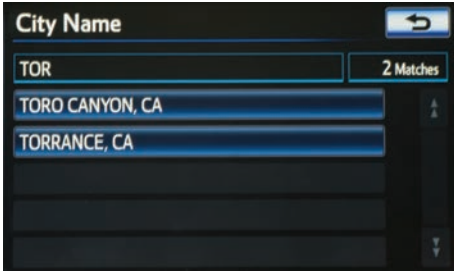 City Name
TOR
2 Matches
TORO CANYON, CA
TORRANCE, CA